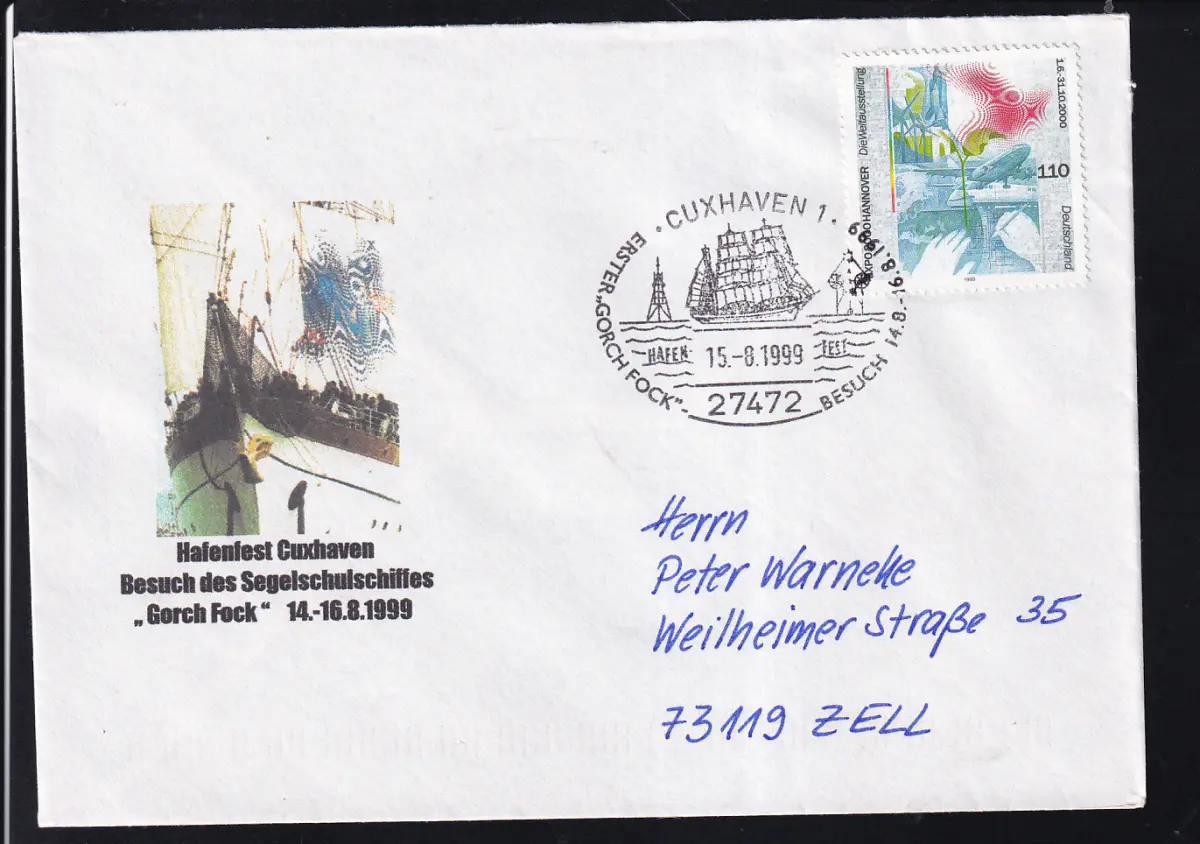 EXPO2000HANNOVER DieWeltausstellung
1.6.-31.10.2000
110
Deutschland
1999
• CUXHAVEN 1 •
ERSTER „GORCH FOCK"-
BESUCH 14.8.-16.8.1999
HAFEN
15.-8.1999
FEST
27472
Hafenfest Cuxhaven
Besuch des Segelschulschiffes
„Gorch Fock“ 14.-16.8.1999
Herrn
Peter Warneke
Weilheimer Straße 35
73119 ZELL